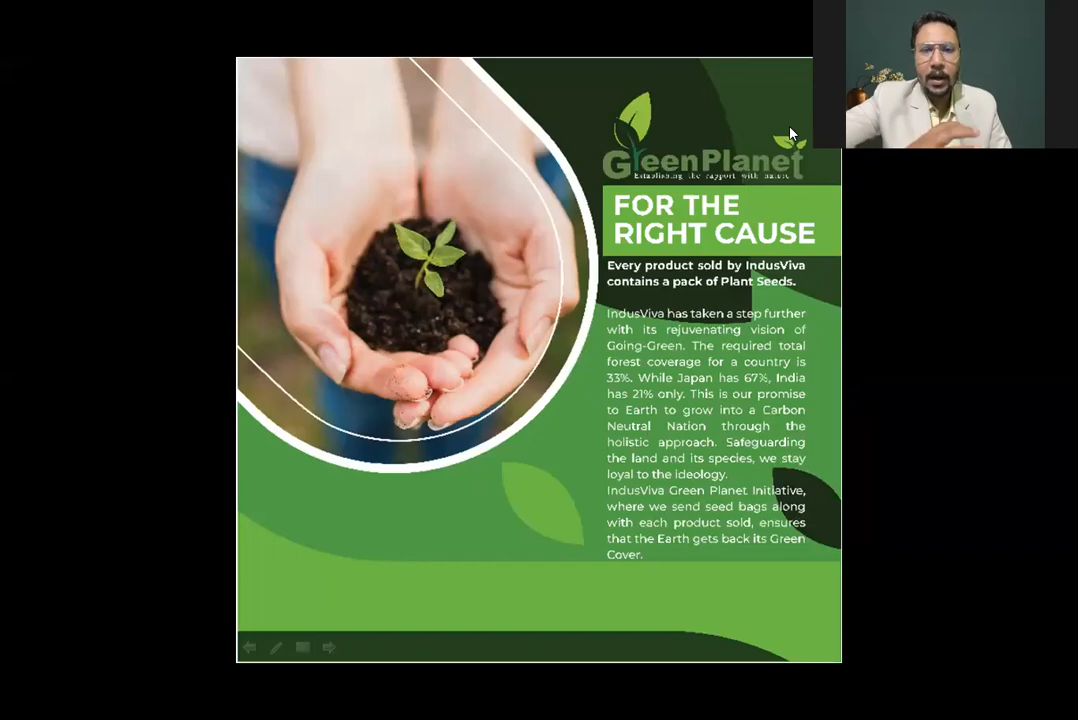 GreenPlanet
Establishing the rapport with nature
FOR THE
RIGHT CAUSE
Every product sold by IndusViva
contains a pack of Plant Seeds.
IndusViva has taken a step further
with its rejuvenating vision of
Going-Green. The required total
forest coverage for a country is
33%. While Japan has 67%, India
has 21% only. This is our promise
to Earth to grow into a Carbon
Neutral Nation through the
holistic approach. Safeguarding
the land and its species, we stay
loyal to the ideology.
IndusViva Green Planet Initiative,
where we send seed bags along
with each product sold, ensures
that the Earth gets back its Green
Cover.